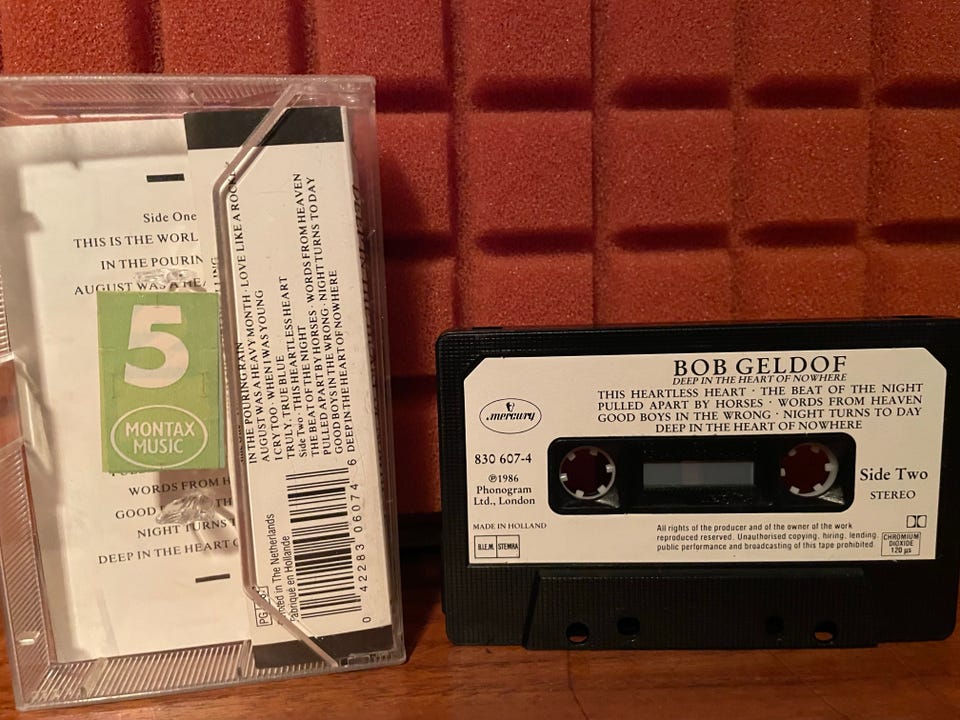 Side One
THIS IS THE WORL
IN THE POURIN
AUGUST WAS A HEA
5
MONTAX
MUSIC
WORDS FROM H
GOOD
NIGHT TURNS
DEEP IN THE HEART O
IN THE POURING RAIN
AUGUST WAS A HEAVY MONTH · LOVE LIKE A ROCKE
I CRY TOO · WHEN I WAS YOUNG
TRULY, TRUE BLUE
Side Two · THIS HEARTLESS HEART
THE BEAT OF THE NIGHT
PULLED APART BY HORSES · WORDS FROM HEAVEN
GOOD BOYS IN THE WRONG · NIGHT TURNS TO DAY
DEEP IN THE HEART OF NOWHERE
Printed in The Netherlands
Fabriqué en Hollande
PG
0 42283 06074 6
BOB GELDOF
DEEP IN THE HEART OF NOWHERE
THIS HEARTLESS HEART · THE BEAT OF THE NIGHT
PULLED APART BY HORSES · WORDS FROM HEAVEN
GOOD BOYS IN THE WRONG · NIGHT TURNS TO DAY
DEEP IN THE HEART OF NOWHERE
mercury
830 607-4
℗1986
Phonogram
Ltd., London
Side Two
STEREO
MADE IN HOLLAND
B.I.E.M. STEMRA
All rights of the producer and of the owner of the work
reproduced reserved. Unauthorised copying, hiring, lending,
public performance and broadcasting of this tape prohibited.
CHROMIUM
DIOXIDE
120 µs